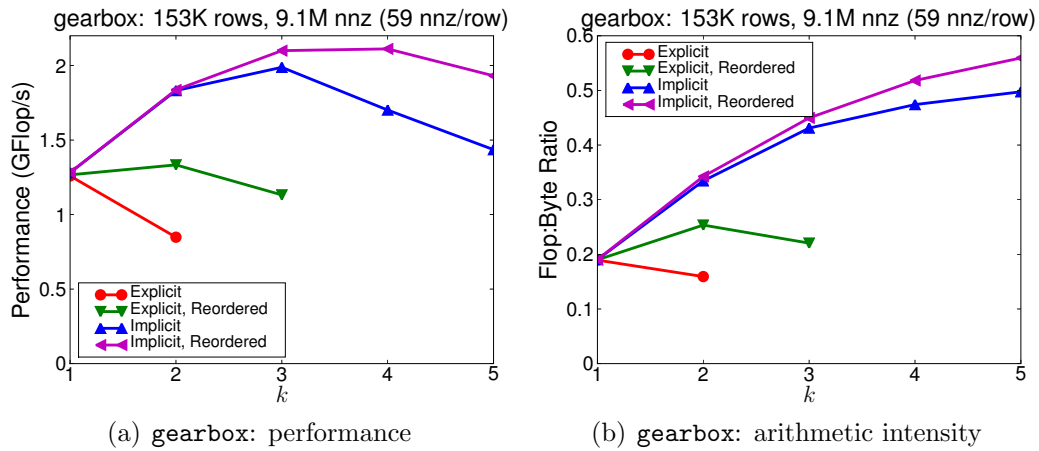 gearbox: 153K rows, 9.1M nnz (59 nnz/row)
Performance (GFlop/s)
2
1.5
1
0.5
0
Explicit
Explicit, Reordered
Implicit
Implicit, Reordered
1 2 3 4 5
k
(a) gearbox: performance
gearbox: 153K rows, 9.1M nnz (59 nnz/row)
Flop:Byte Ratio
0.6
0.5
0.4
0.3
0.2
0.1
0
Explicit
Explicit, Reordered
Implicit
Implicit, Reordered
1 2 3 4 5
k
(b) gearbox: arithmetic intensity